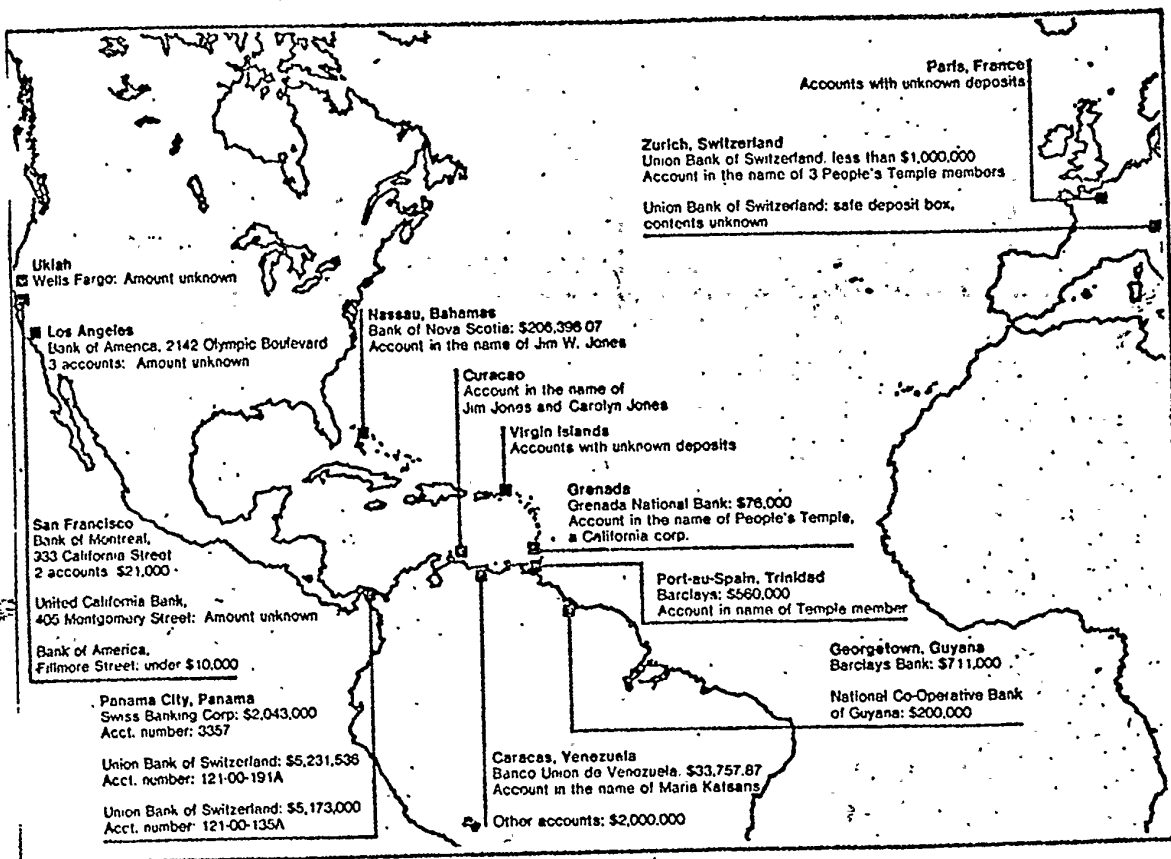 Paris, France
Accounts with unknown deposits
Zurich, Switzerland
Union Bank of Switzerland, less than $1,000,000
Account in the name of 3 People's Temple members
Union Bank of Switzerland: safe deposit box,
contents unknown
Ukiah
Wells Fargo: Amount unknown
Los Angeles
Bank of America, 2142 Olympic Boulevard
3 accounts: Amount unknown
Nassau, Bahamas
Bank of Nova Scotia: $206,396.07
Account in the name of Jim W. Jones
Curacao
Account in the name of
Jim Jones and Carolyn Jones
Virgin Islands
Accounts with unknown deposits
Grenada
Grenada National Bank: $76,000
Account in the name of People's Temple,
a California corp.
San Francisco
Bank of Montreal,
333 California Street
2 accounts $21,000
United California Bank,
405 Montgomery Street: Amount unknown
Bank of America,
Fillmore Street: under $10,000
Port-au-Spain, Trinidad
Barclays: $560,000
Account in name of Temple member
Georgetown, Guyana
Barclays Bank: $711,000
National Co-Operative Bank
of Guyana: $200,000
Panama City, Panama
Swiss Banking Corp: $2,043,000
Acct. number: 3357
Union Bank of Switzerland: $5,231,536
Acct. number: 121-00-191A
Union Bank of Switzerland: $5,173,000
Acct. number 121-00-135A
Caracas, Venezuela
Banco Union de Venezuela. $33,757.87
Account in the name of Maria Katsaris
Other accounts: $2,000.000